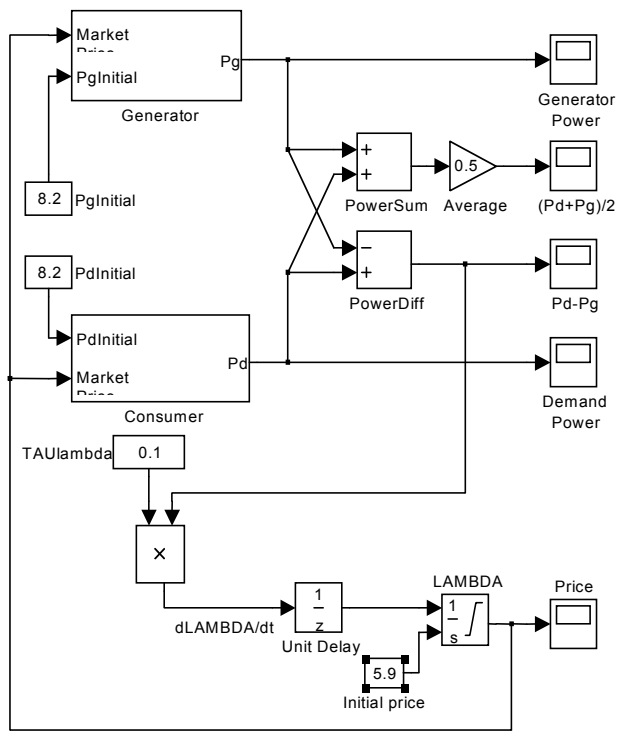 Market
Price
Pg
PgInitial
Generator
Generator
Power
+
+
0.5
8.2
PgInitial
PowerSum
Average
(Pd+Pg)/2
−
+
8.2
PdInitial
PowerDiff
Pd-Pg
PdInitial
Pd
Market
Price
Consumer
Demand
Power
TAUlambda
0.1
×
LAMBDA
Price
1
z
1
s
dLAMBDA/dt
Unit Delay
5.9
Initial price